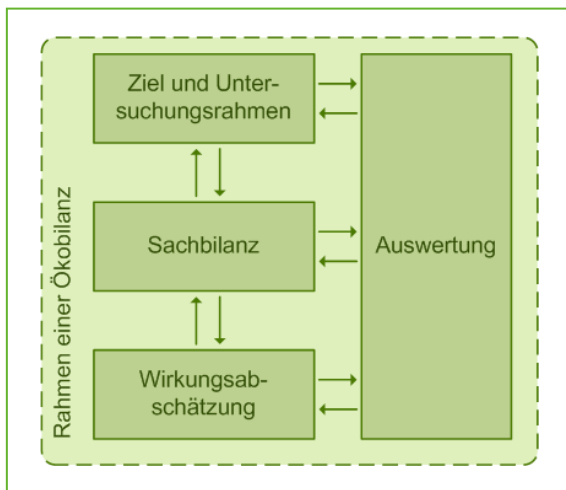 Rahmen einer Ökobilanz
Ziel und Unter-
suchungsrahmen
Sachbilanz
Wirkungsab-
schätzung
Auswertung